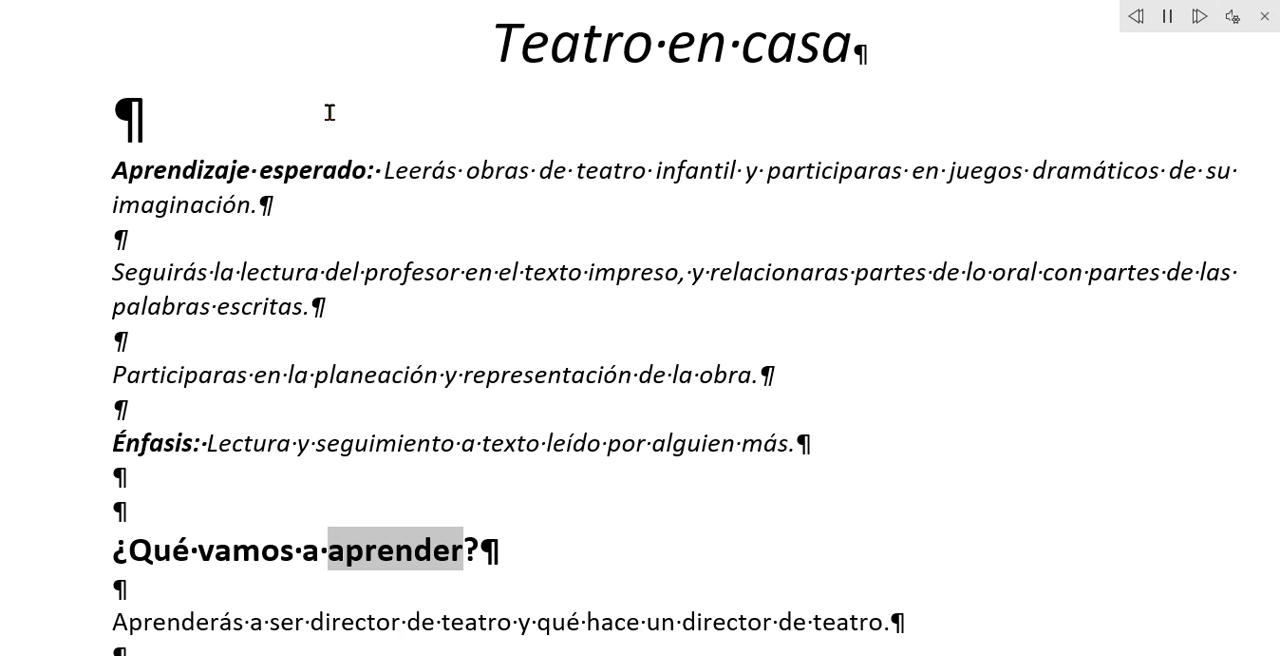 Teatro en casa
Aprendizaje esperado: Leerás obras de teatro infantil y participaras en juegos dramáticos de su
imaginación.
Seguirás la lectura del profesor en el texto impreso, y relacionaras partes de lo oral con partes de las
palabras escritas.
Participaras en la planeación y representación de la obra.
Énfasis: Lectura y seguimiento a texto leído por alguien más.
¿Qué vamos a aprender?
Aprenderás a ser director de teatro y qué hace un director de teatro.